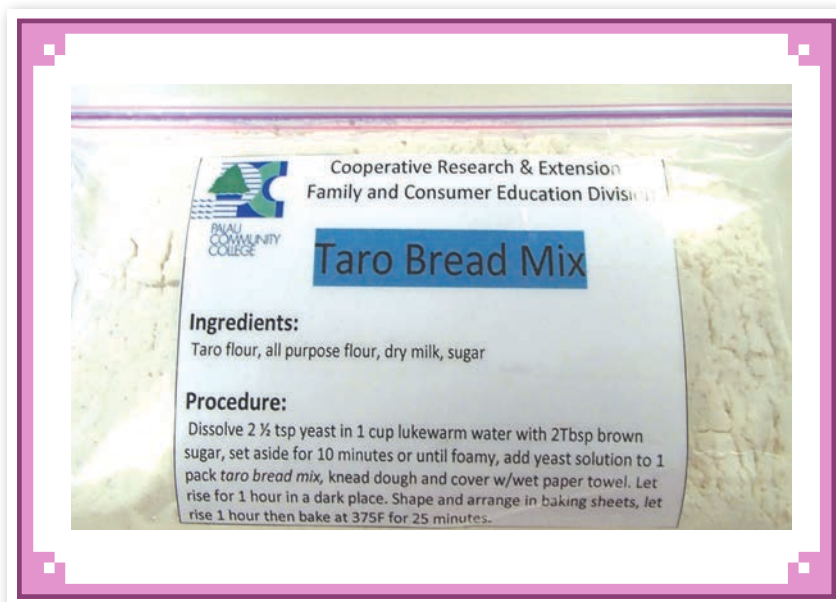 Cooperative Research & Extension
Family and Consumer Education Division
PALAU
COMMUNITY
COLLEGE
Taro Bread Mix
Ingredients:
Taro flour, all purpose flour, dry milk, sugar
Procedure:
Dissolve 2 ½ tsp yeast in 1 cup lukewarm water with 2Tbsp brown
sugar, set aside for 10 minutes or until foamy, add yeast solution to 1
pack taro bread mix, knead dough and cover w/wet paper towel. Let
rise for 1 hour in a dark place. Shape and arrange in baking sheets, let
rise 1 hour then bake at 375F for 25 minutes.